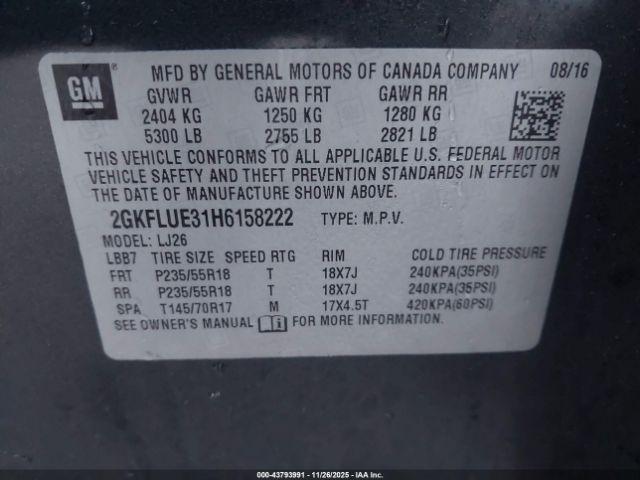 GM ® MFD BY GENERAL MOTORS OF CANADA COMPANY 08/16
GVWR GAWR FRT GAWR RR
2404 KG 1250 KG 1280 KG
5300 LB 2755 LB 2821 LB
THIS VEHICLE CONFORMS TO ALL APPLICABLE U.S. FEDERAL MOTOR
VEHICLE SAFETY AND THEFT PREVENTION STANDARDS IN EFFECT ON
THE DATE OF MANUFACTURE SHOWN ABOVE.
2GKFLUE31H6158222 TYPE: M.P.V.
MODEL: LJ26
LBB7 TIRE SIZE SPEED RTG RIM COLD TIRE PRESSURE
FRT P235/55R18 T 18X7J 240KPA(35PSI)
RR P235/55R18 T 18X7J 240KPA(35PSI)
SPA T145/70R17 M 17X4.5T 420KPA(60PSI)
SEE OWNER'S MANUAL FOR MORE INFORMATION.
000-43793991 - 11/26/2025 - IAAI.COM